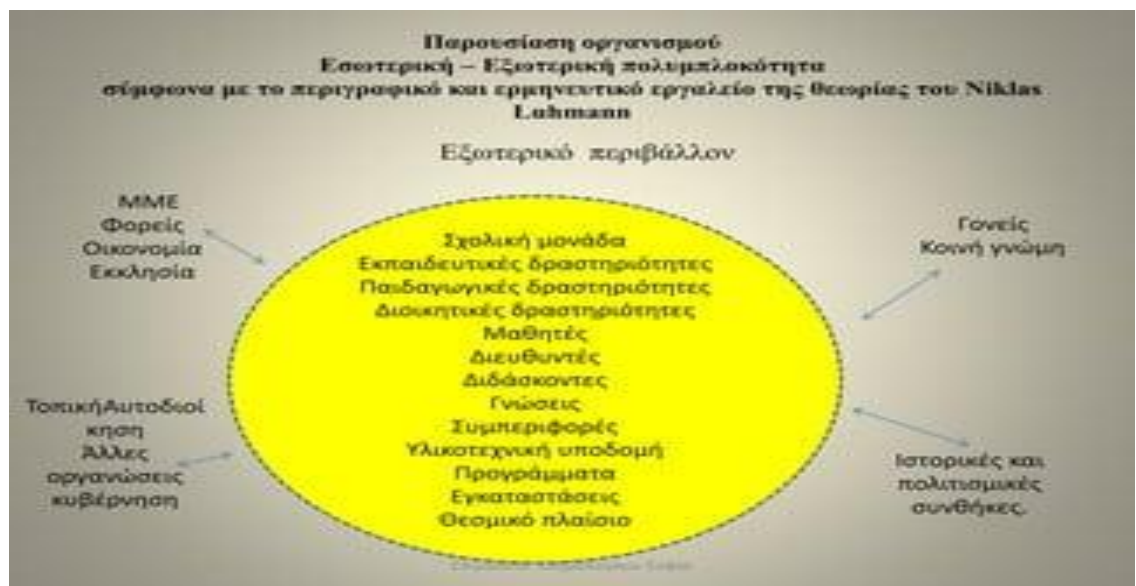 Παρουσίαση οργανισμού
Εσωτερική – Εξωτερική πολυμπλοκότητα
σύμφωνα με το περιγραφικό και ερμηνευτικό εργαλείο της θεωρίας του Niklas
Luhmann
Εξωτερικό περιβάλλον
ΜΜΕ
Φορείς
Οικονομία
Εκκλησία
Γονείς
Κοινή γνώμη
Σχολική μονάδα
Εκπαιδευτικές δραστηριότητες
Παιδαγωγικές δραστηριότητες
Διοικητικές δραστηριότητες
Μαθητές
Διευθυντές
Διδάσκοντες
Γνώσεις
Συμπεριφορές
Υλικοτεχνική υποδομή
Προγράμματα
Εγκαταστάσεις
Θεσμικό πλαίσιο
ΤοπικήΑυτοδιοί
κηση
Άλλες
οργανώσεις
κυβέρνηση
Ιστορικές και
πολιτισμικές
συνθήκες.